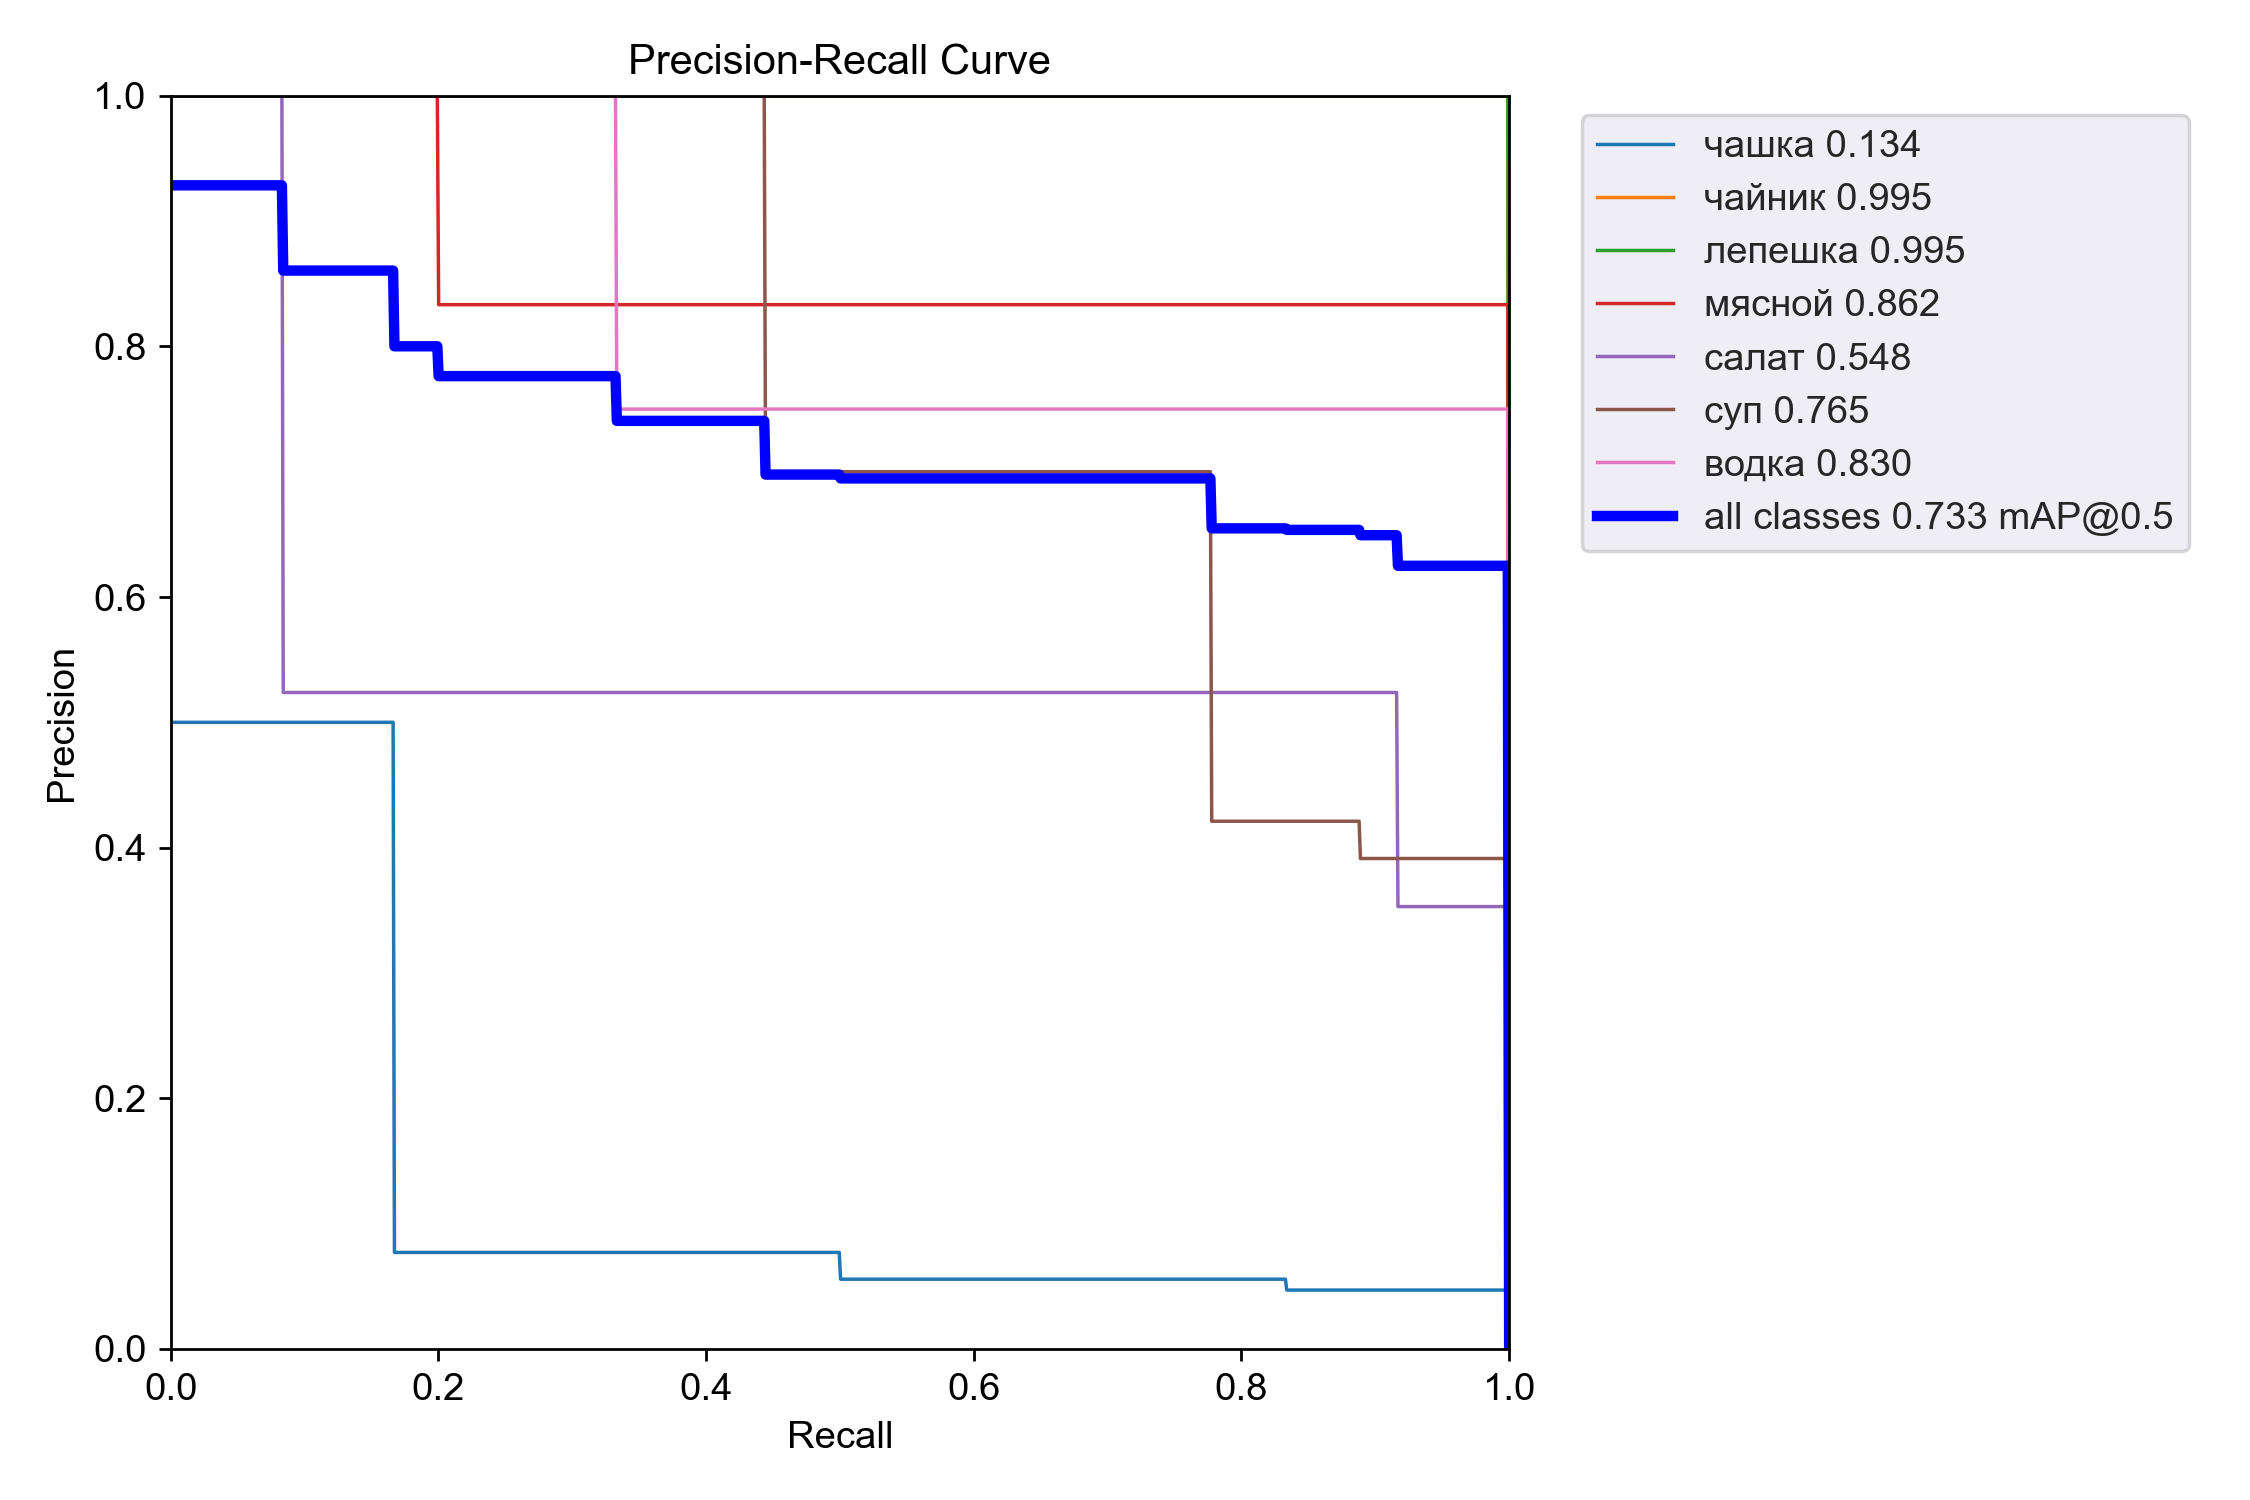 Precision-Recall Curve
1.0
0.8
0.6
0.4
0.2
0.0
Precision
0.0 0.2 0.4 0.6 0.8 1.0
Recall
чашка 0.134
чайник 0.995
лепешка 0.995
мясной 0.862
салат 0.548
суп 0.765
водка 0.830
all classes 0.733 mAP@0.5